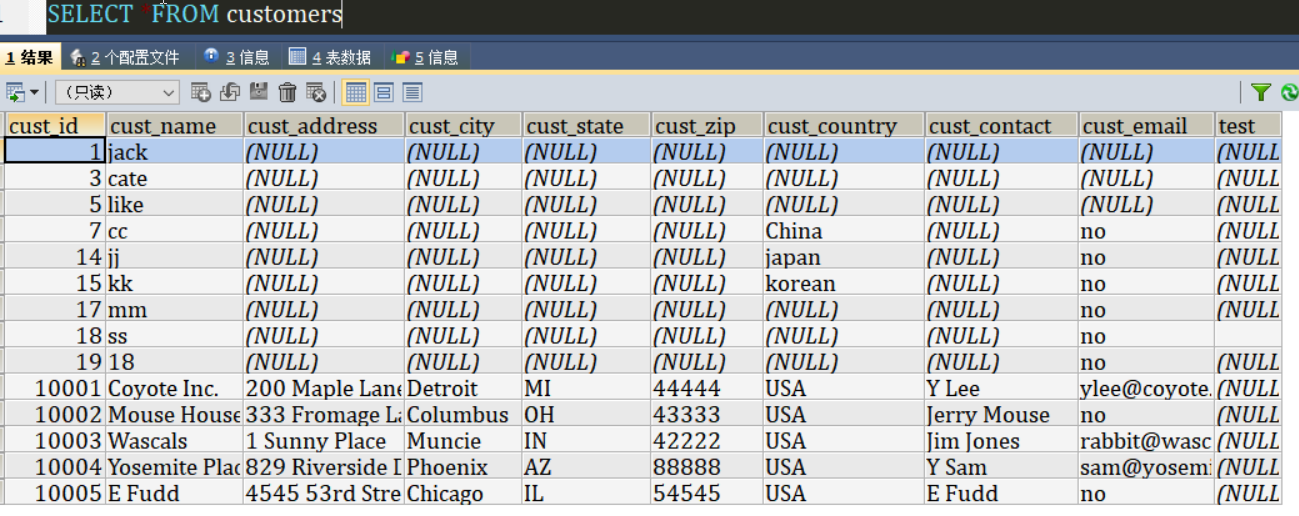 1 SELECT *FROM customers
1 结果 2 个配置文件 3 信息 4 表数据 5 信息
(只读)
cust_id cust_name cust_address cust_city cust_state cust_zip cust_country cust_contact cust_email test
1 jack (NULL) (NULL) (NULL) (NULL) (NULL) (NULL) (NULL) (NULL
3 cate (NULL) (NULL) (NULL) (NULL) (NULL) (NULL) (NULL) (NULL
5 like (NULL) (NULL) (NULL) (NULL) (NULL) (NULL) (NULL) (NULL
7 cc (NULL) (NULL) (NULL) (NULL) China (NULL) no (NULL
14 jj (NULL) (NULL) (NULL) (NULL) japan (NULL) no (NULL
15 kk (NULL) (NULL) (NULL) (NULL) korean (NULL) no (NULL
17 mm (NULL) (NULL) (NULL) (NULL) (NULL) (NULL) no (NULL
18 ss (NULL) (NULL) (NULL) (NULL) (NULL) (NULL) no
19 18 (NULL) (NULL) (NULL) (NULL) (NULL) (NULL) no (NULL
10001 Coyote Inc. 200 Maple Lane Detroit MI 44444 USA Y Lee ylee@coyote. (NULL
10002 Mouse House 333 Fromage La Columbus OH 43333 USA Jerry Mouse no (NULL
10003 Wascals 1 Sunny Place Muncie IN 42222 USA Jim Jones rabbit@wasc (NULL
10004 Yosemite Plac 829 Riverside D Phoenix AZ 88888 USA Y Sam sam@yosemi (NULL
10005 E Fudd 4545 53rd Stre Chicago IL 54545 USA E Fudd no (NULL